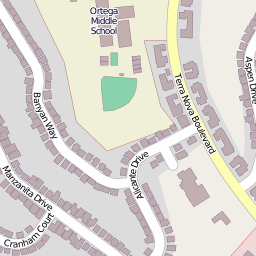 Ortega
Middle
School
Aspen Drive
Terra Nova Boulevard
Banyan Way
Alicante Drive
Manzanita Drive
Cranham Court